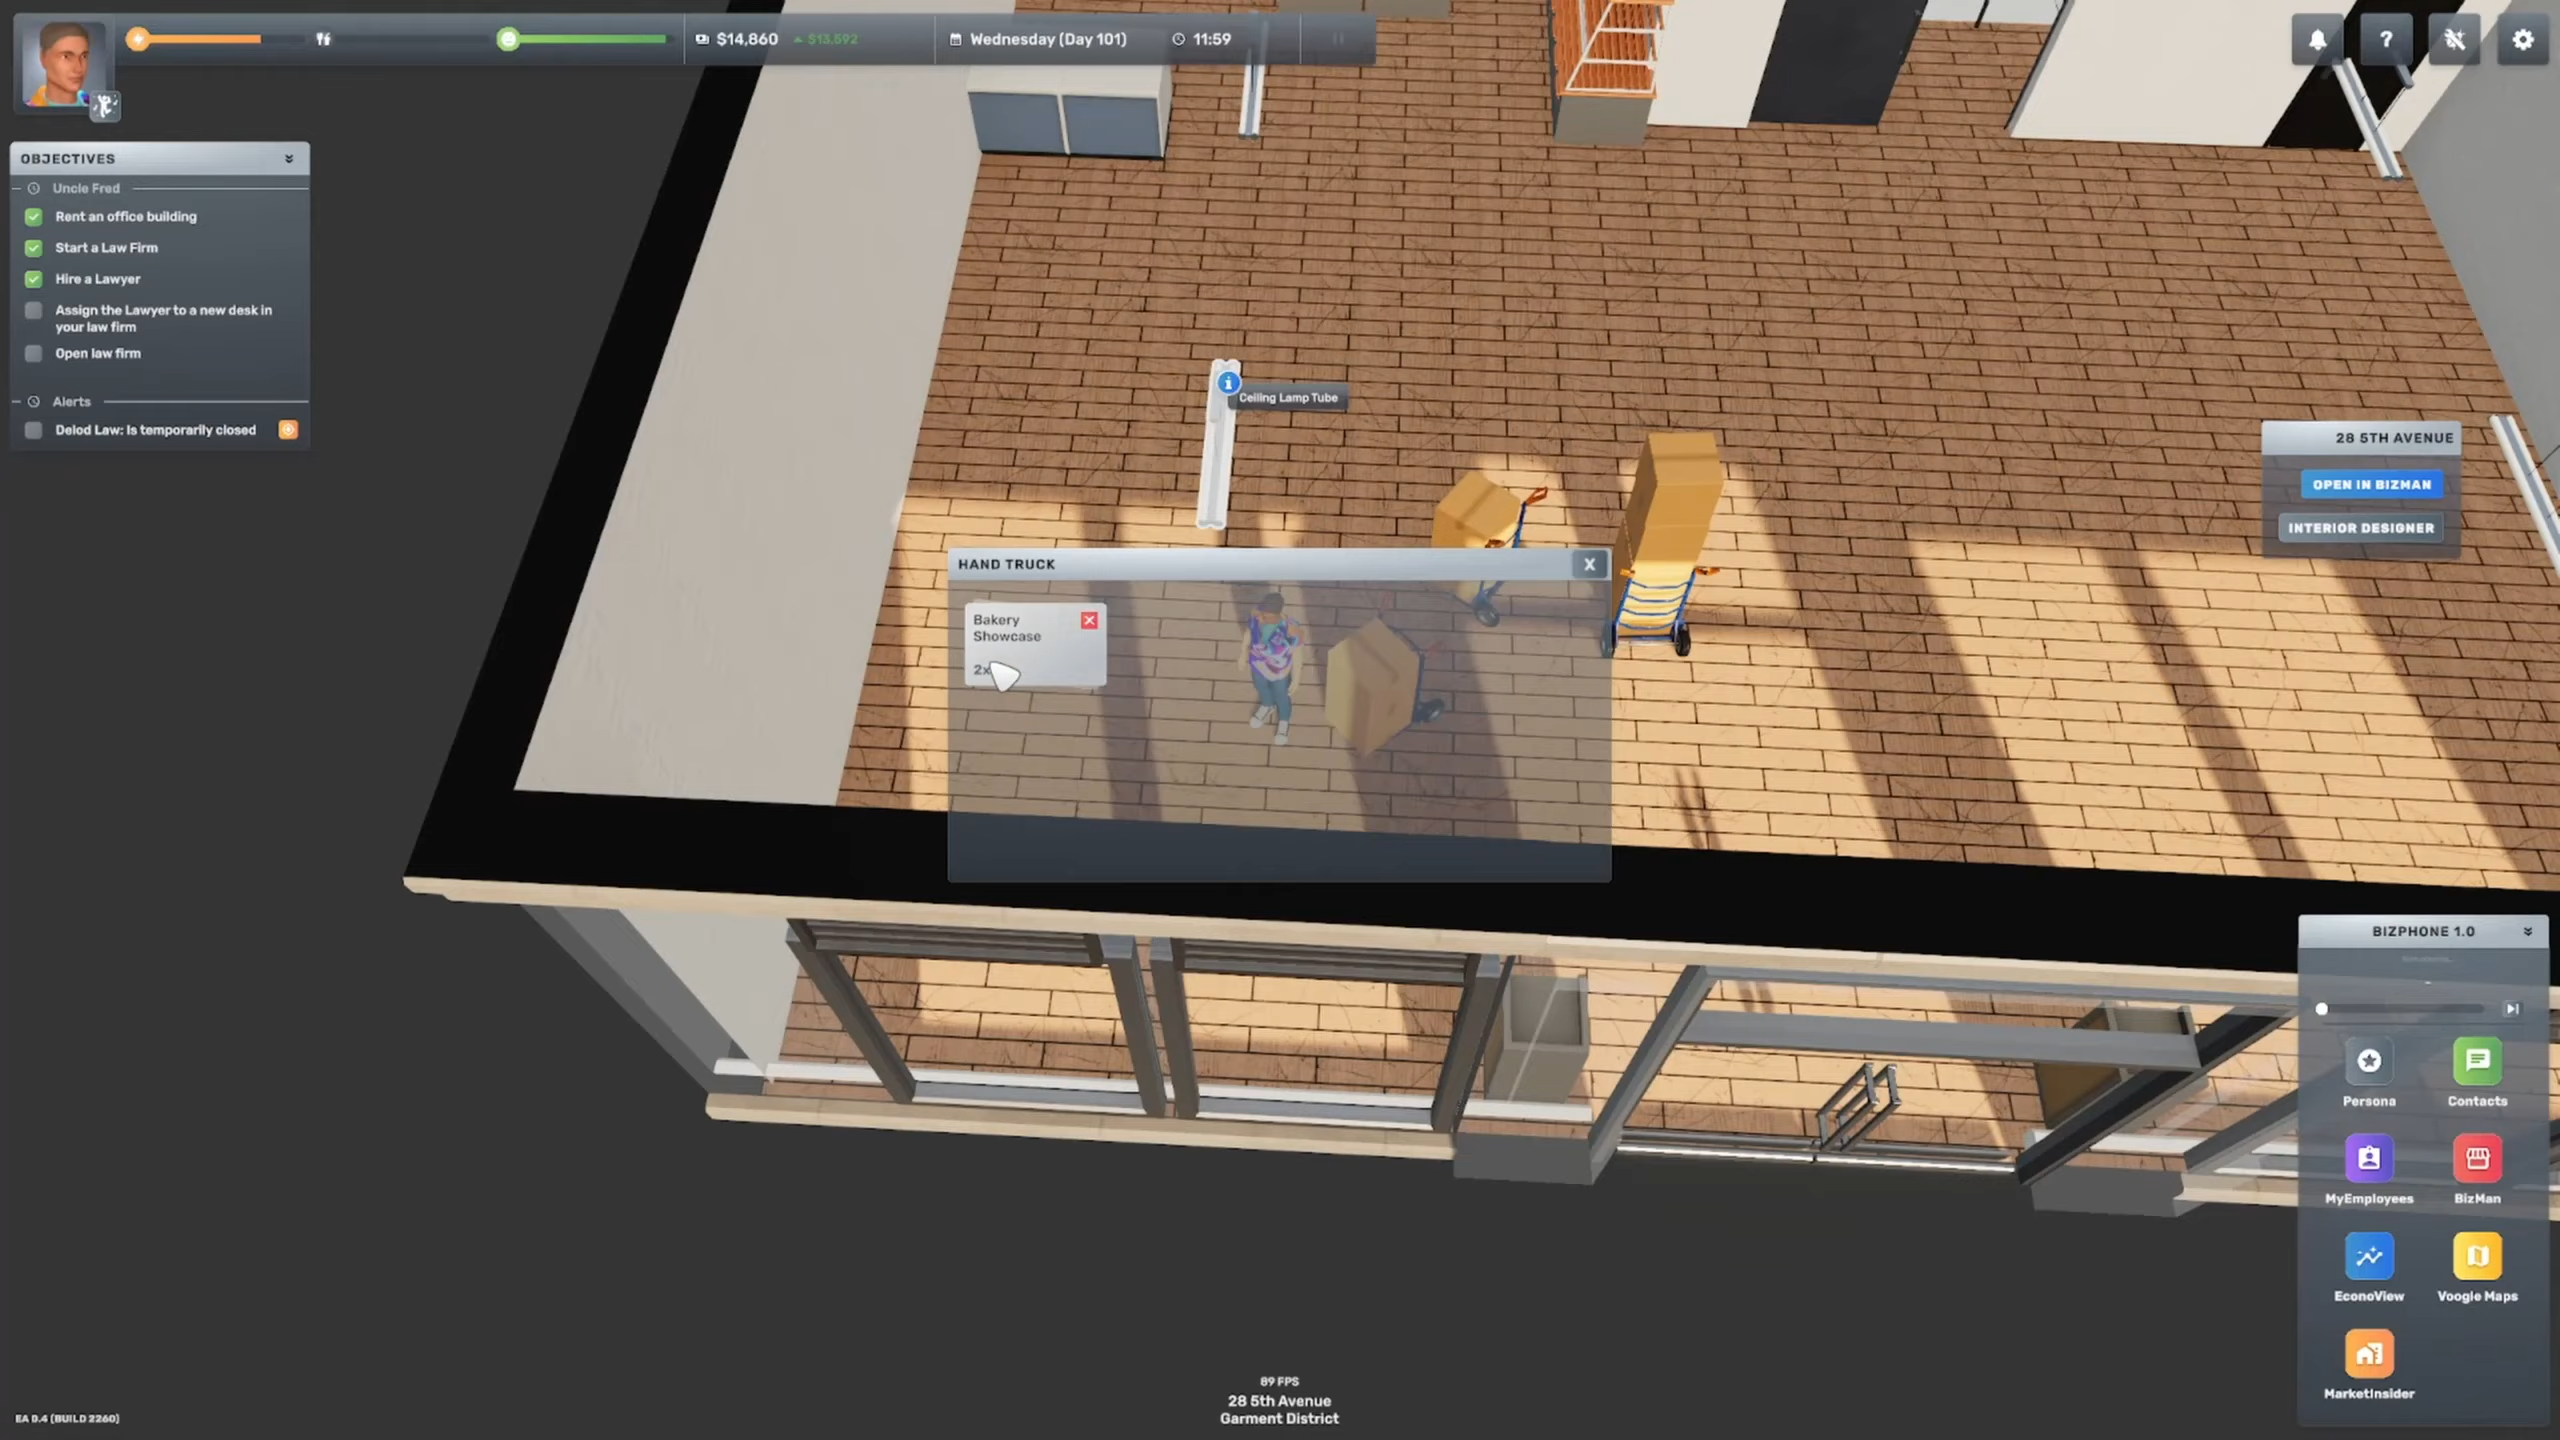 $14,860 $13,592
Wednesday (Day 101)
11:59
?
OBJECTIVES
Uncle Fred
Rent an office building
Start a Law Firm
Hire a Lawyer
Assign the Lawyer to a new desk in
your law firm
Open law firm
Alerts
Delod Law: Is temporarily closed
i
Ceiling Lamp Tube
28 5TH AVENUE
OPEN IN BIZMAN
INTERIOR DESIGNER
HAND TRUCK
X
Bakery
Showcase
2x
BIZPHONE 1.0
Persona
Contacts
MyEmployees
BizMan
EconoView
Voogle Maps
MarketInsider
89 FPS
28 5th Avenue
Garment District
EA 0.4 (BUILD 2260)